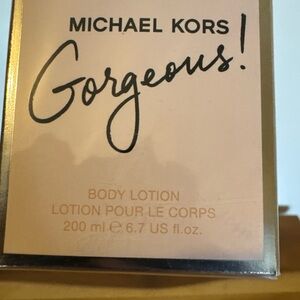 MICHAEL KORS
Gorgeous!
BODY LOTION
LOTION POUR LE CORPS
200 ml ℮ 6.7 US fl.oz.